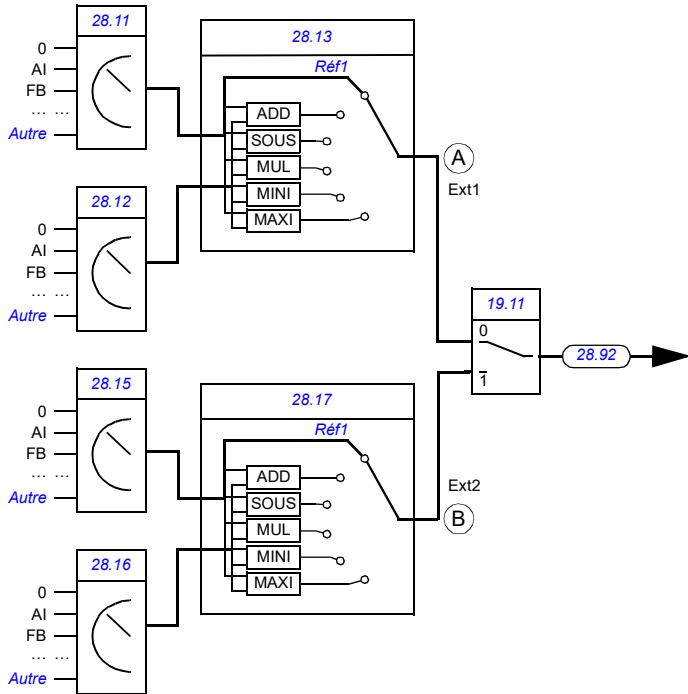 28.11
0
AI
FB
... ...
Autre
28.12
0
AI
FB
... ...
Autre
28.13
Réf1
ADD
SOUS
MUL
MINI
MAXI
A
Ext1
19.11
0
1
28.92
28.15
0
AI
FB
... ...
Autre
28.16
0
AI
FB
... ...
Autre
28.17
Réf1
ADD
SOUS
MUL
MINI
MAXI
Ext2
B